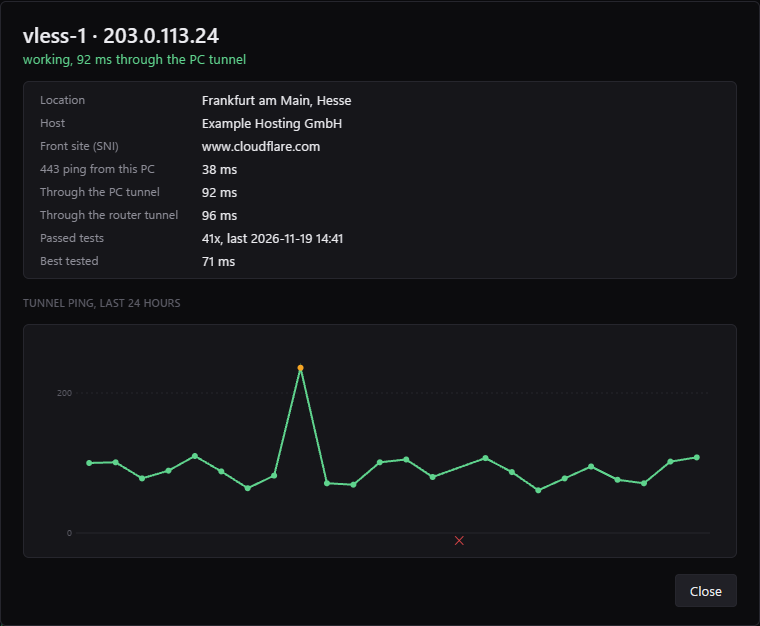 vless-1 · 203.0.113.24
working, 92 ms through the PC tunnel
Location Frankfurt am Main, Hesse
Host Example Hosting GmbH
Front site (SNI) www.cloudflare.com
443 ping from this PC 38 ms
Through the PC tunnel 92 ms
Through the router tunnel 96 ms
Passed tests 41x, last 2026-11-19 14:41
Best tested 71 ms
TUNNEL PING, LAST 24 HOURS
200
0
Close